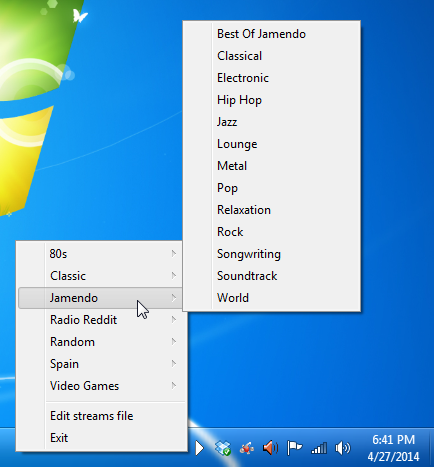 Best Of Jamendo
Classical
Electronic
Hip Hop
Jazz
Lounge
Metal
Pop
Relaxation
Rock
Songwriting
Soundtrack
World
80s
Classic
Jamendo
Radio Reddit
Random
Spain
Video Games
Edit streams file
Exit
6:41 PM
4/27/2014